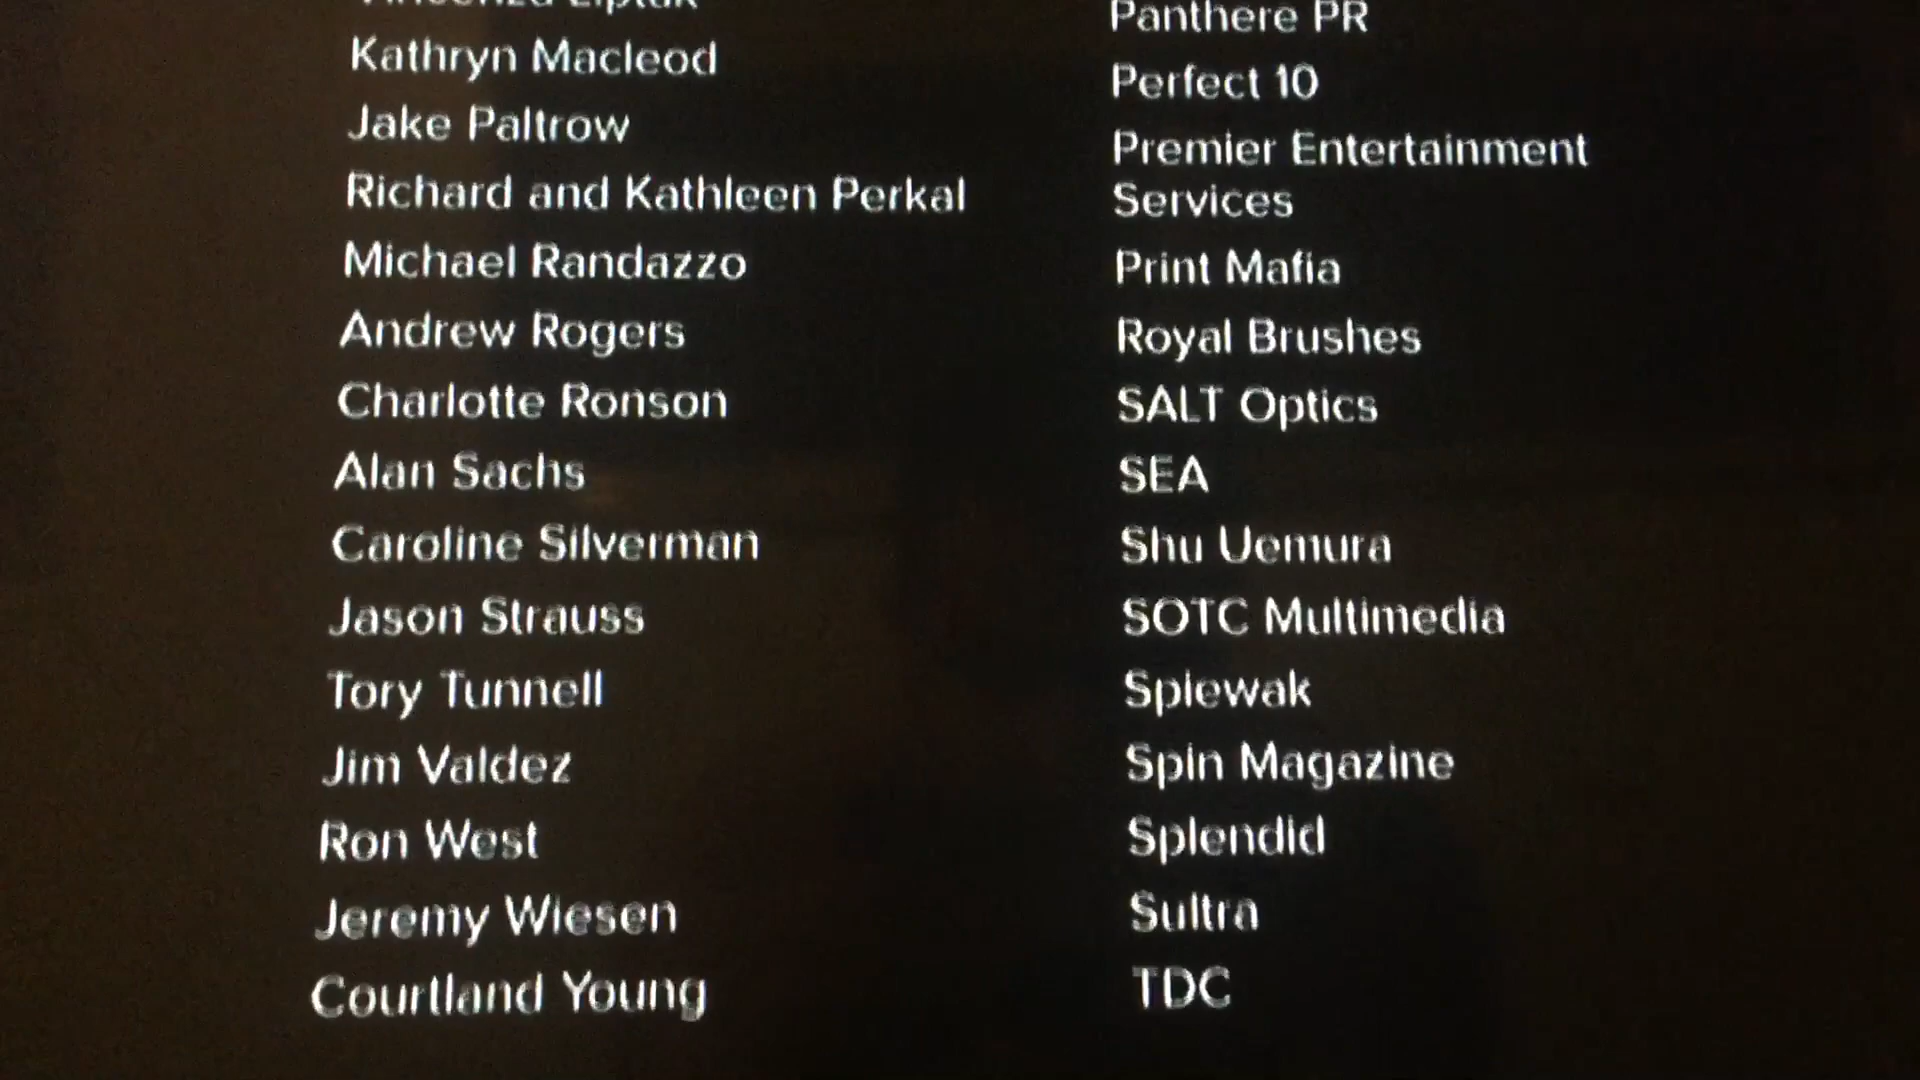 Kathryn Macleod
Jake Paltrow
Richard and Kathleen Perkal
Michael Randazzo
Andrew Rogers
Charlotte Ronson
Alan Sachs
Caroline Silverman
Jason Strauss
Tory Tunnell
Jim Valdez
Ron West
Jeremy Wiesen
Courtland Young
Panthere PR
Perfect 10
Premier Entertainment
Services
Print Mafia
Royal Brushes
SALT Optics
SEA
Shu Uemura
SOTC Multimedia
Spiewak
Spin Magazine
Splendid
Sultra
TDC